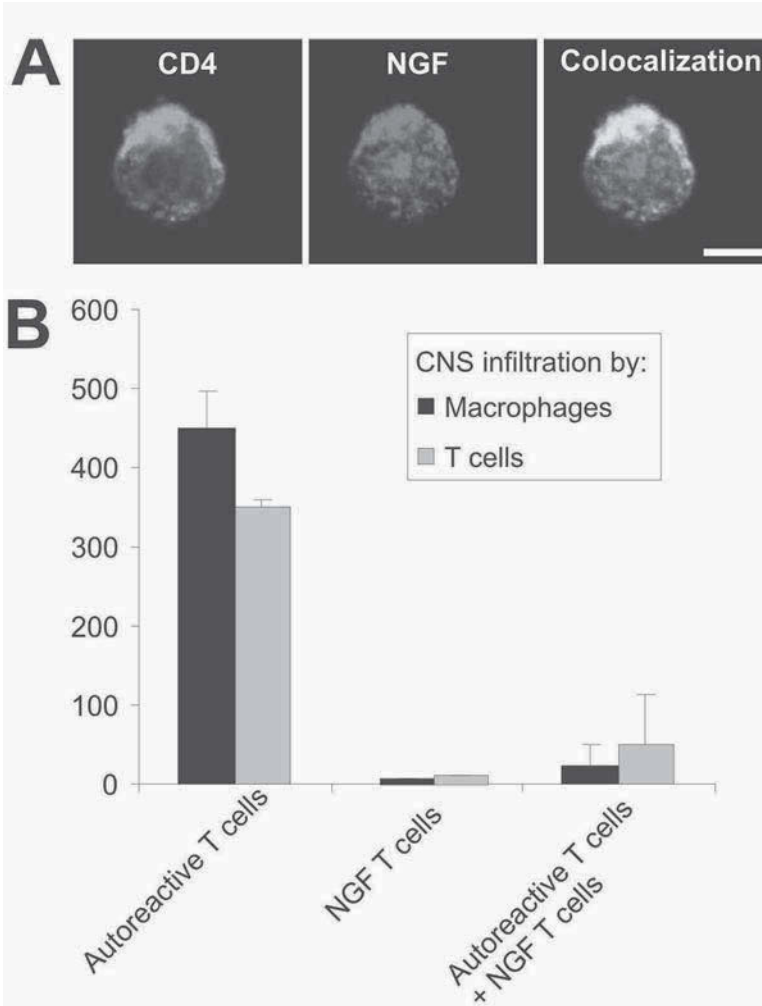 A
CD4
NGF
Colocalization
B
600
500
400
300
200
100
0
CNS infiltration by:
Macrophages
T cells
Autoreactive T cells
NGF T cells
Autoreactive T cells
+ NGF T cells